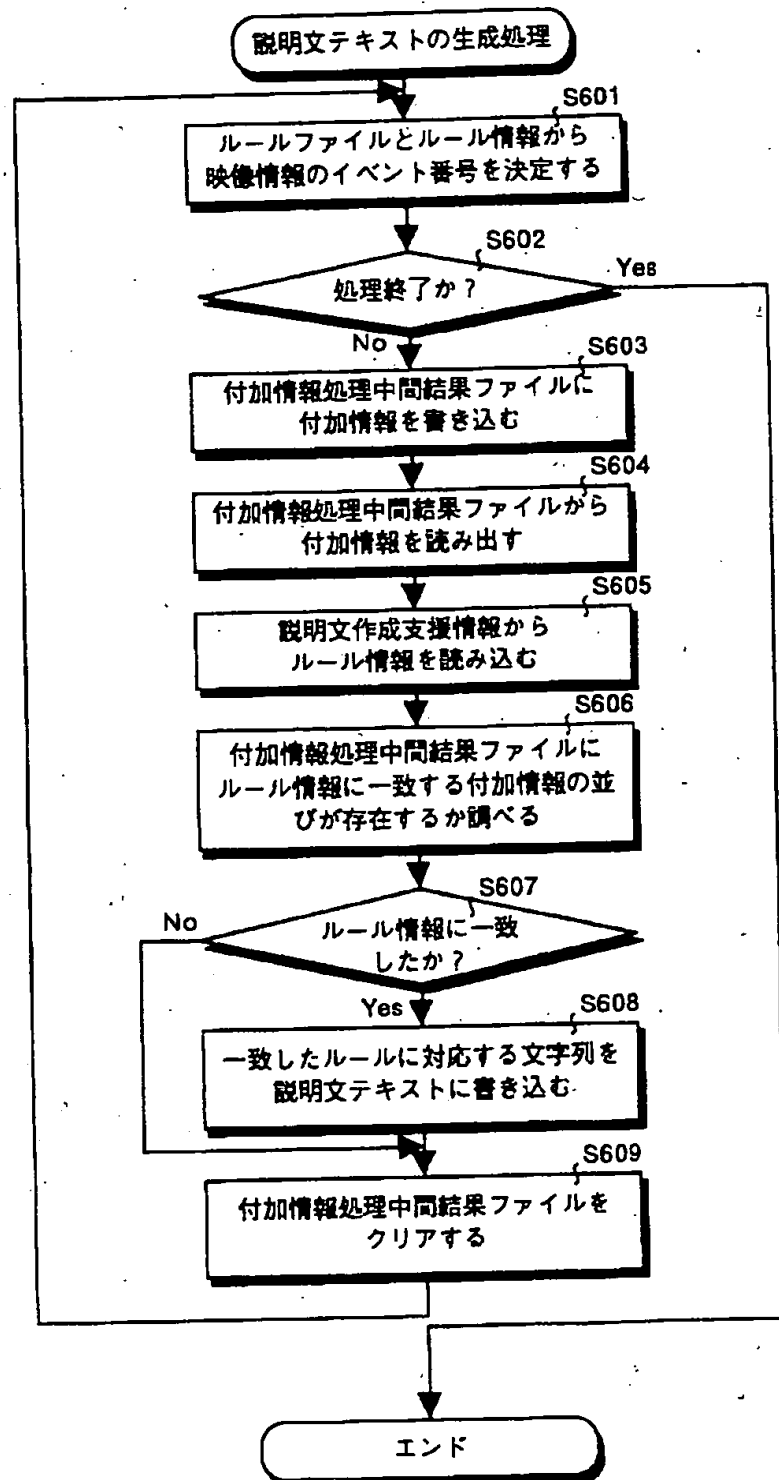 説明文テキストの生成処理
S601
ルールファイルとルール情報から
映像情報のイベント番号を決定する
S602
処理終了か?
Yes
No
S603
付加情報処理中間結果ファイルに
付加情報を書き込む
S604
付加情報処理中間結果ファイルから
付加情報を読み出す
S605
説明文作成支援情報から
ルール情報を読み込む
S606
付加情報処理中間結果ファイルに
ルール情報に一致する付加情報の並
びが存在するか調べる
S607
No
ルール情報に一致
したか?
Yes
S608
一致したルールに対応する文字列を
説明文テキストに書き込む
S609
付加情報処理中間結果ファイルを
クリアする
エンド